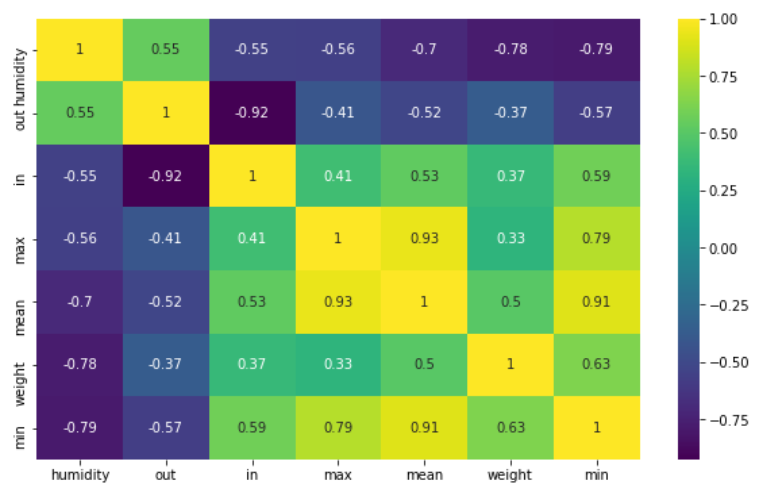 humidity 1 0.55 -0.55 -0.56 -0.7 -0.78 -0.79
out 0.55 1 -0.92 -0.41 -0.52 -0.37 -0.57
in -0.55 -0.92 1 0.41 0.53 0.37 0.59
max -0.56 -0.41 0.41 1 0.93 0.33 0.79
mean -0.7 -0.52 0.53 0.93 1 0.5 0.91
weight -0.78 -0.37 0.37 0.33 0.5 1 0.63
min -0.79 -0.57 0.59 0.79 0.91 0.63 1
humidity out in max mean weight min
1.00
0.75
0.50
0.25
0.00
−0.25
−0.50
−0.75